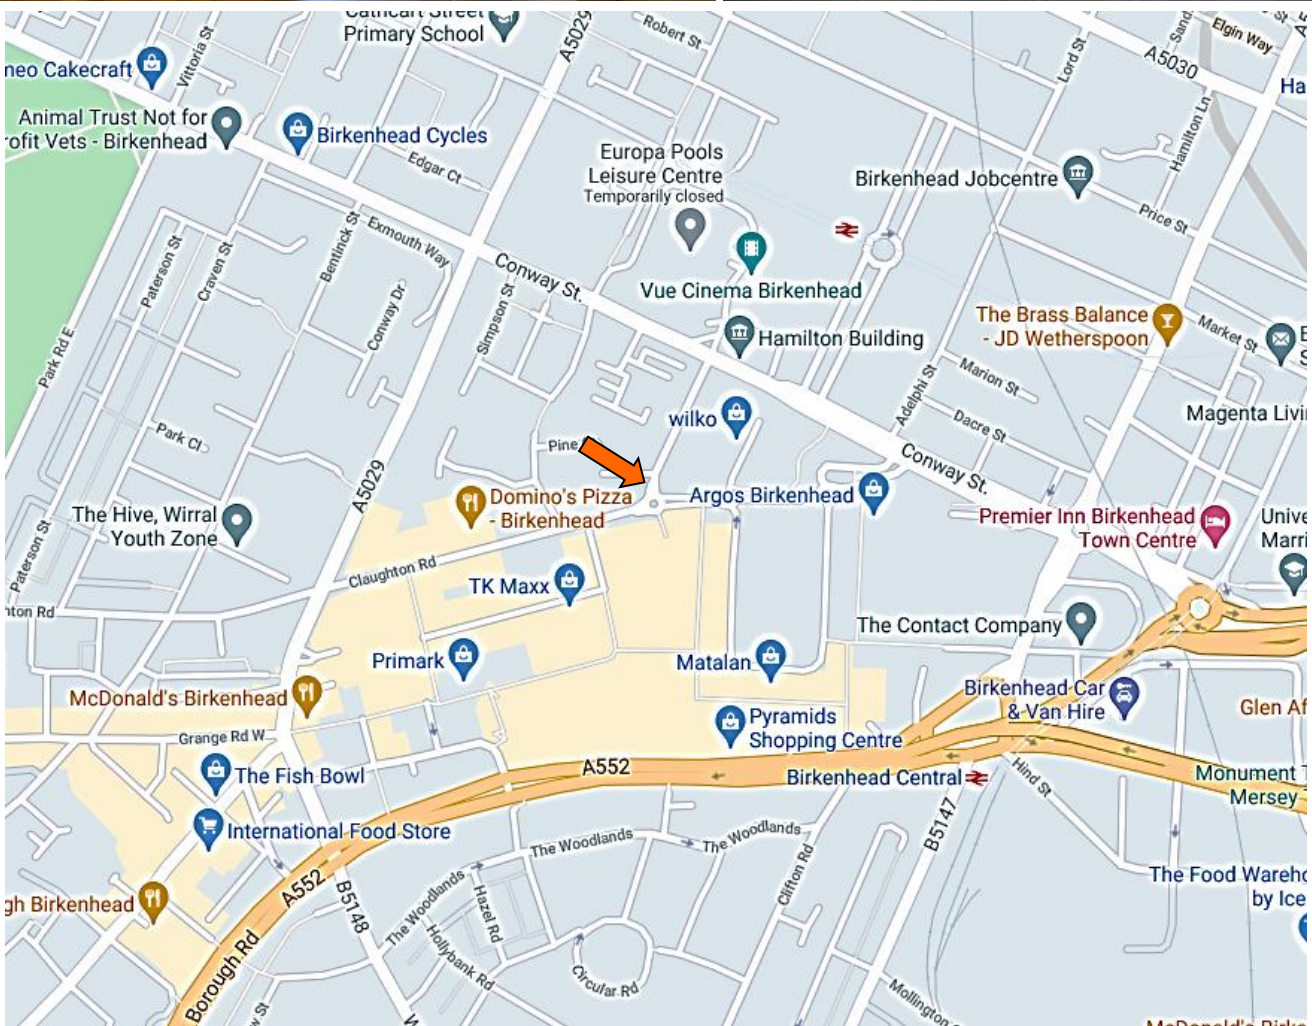 Cathcart Street
Primary School
A5029
Robert St
Elgin Way
Lord St
A5030
Vittoria St
neo Cakecraft
Animal Trust Not for
rofit Vets - Birkenhead
Birkenhead Cycles
Edgar Ct
Europa Pools
Leisure Centre
Temporarily closed
Birkenhead Jobcentre
Hamilton Ln
Price St
Exmouth Way
Bentinck St
Craven St
Paterson St
Conway St.
Vue Cinema Birkenhead
Conway Dr
Simpson St
Park Rd E
Hamilton Building
The Brass Balance
- JD Wetherspoon
Market St
Marion St
Adelphi St
Dacre St
Magenta Livi
wilko
Park Cl
Pine
Conway St.
A5029
Domino's Pizza
- Birkenhead
Argos Birkenhead
Premier Inn Birkenhead
Town Centre
Unive
Marri
The Hive, Wirral
Youth Zone
Paterson St
Claughton Rd
TK Maxx
nton Rd
The Contact Company
Primark
Matalan
McDonald's Birkenhead
Birkenhead Car
& Van Hire
Glen Af
Pyramids
Shopping Centre
Grange Rd W
The Fish Bowl
A552
Birkenhead Central
Hind St
Monument T
Mersey
International Food Store
The Woodlands
The Woodlands
B5147
A552
B5148
The Woodlands
Hazel Rd
Clifton Rd
The Food Wareho
by Ice
gh Birkenhead
Hollybank Rd
Circular Rd
Borough Rd
Mollington
McDonald's Birke